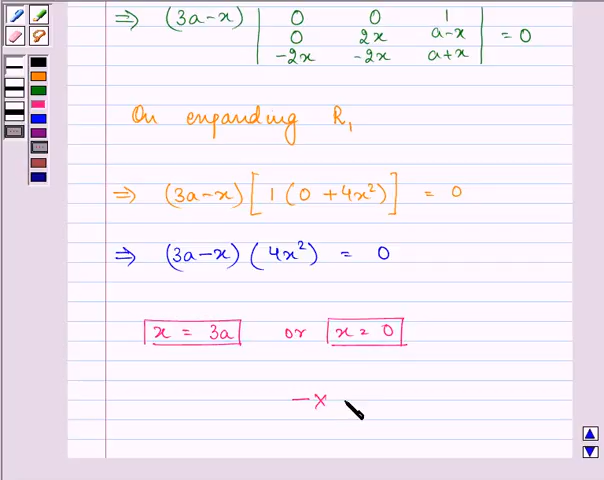 ⇒ (3a-x) | 0 0 1 |
| 0 2x a-x | = 0
| -2x -2x a+x |
On expanding R₁
⇒ (3a-x) [ 1 ( 0 + 4x² ) ] = 0
⇒ (3a-x) ( 4x² ) = 0
x = 3a or x = 0
-x